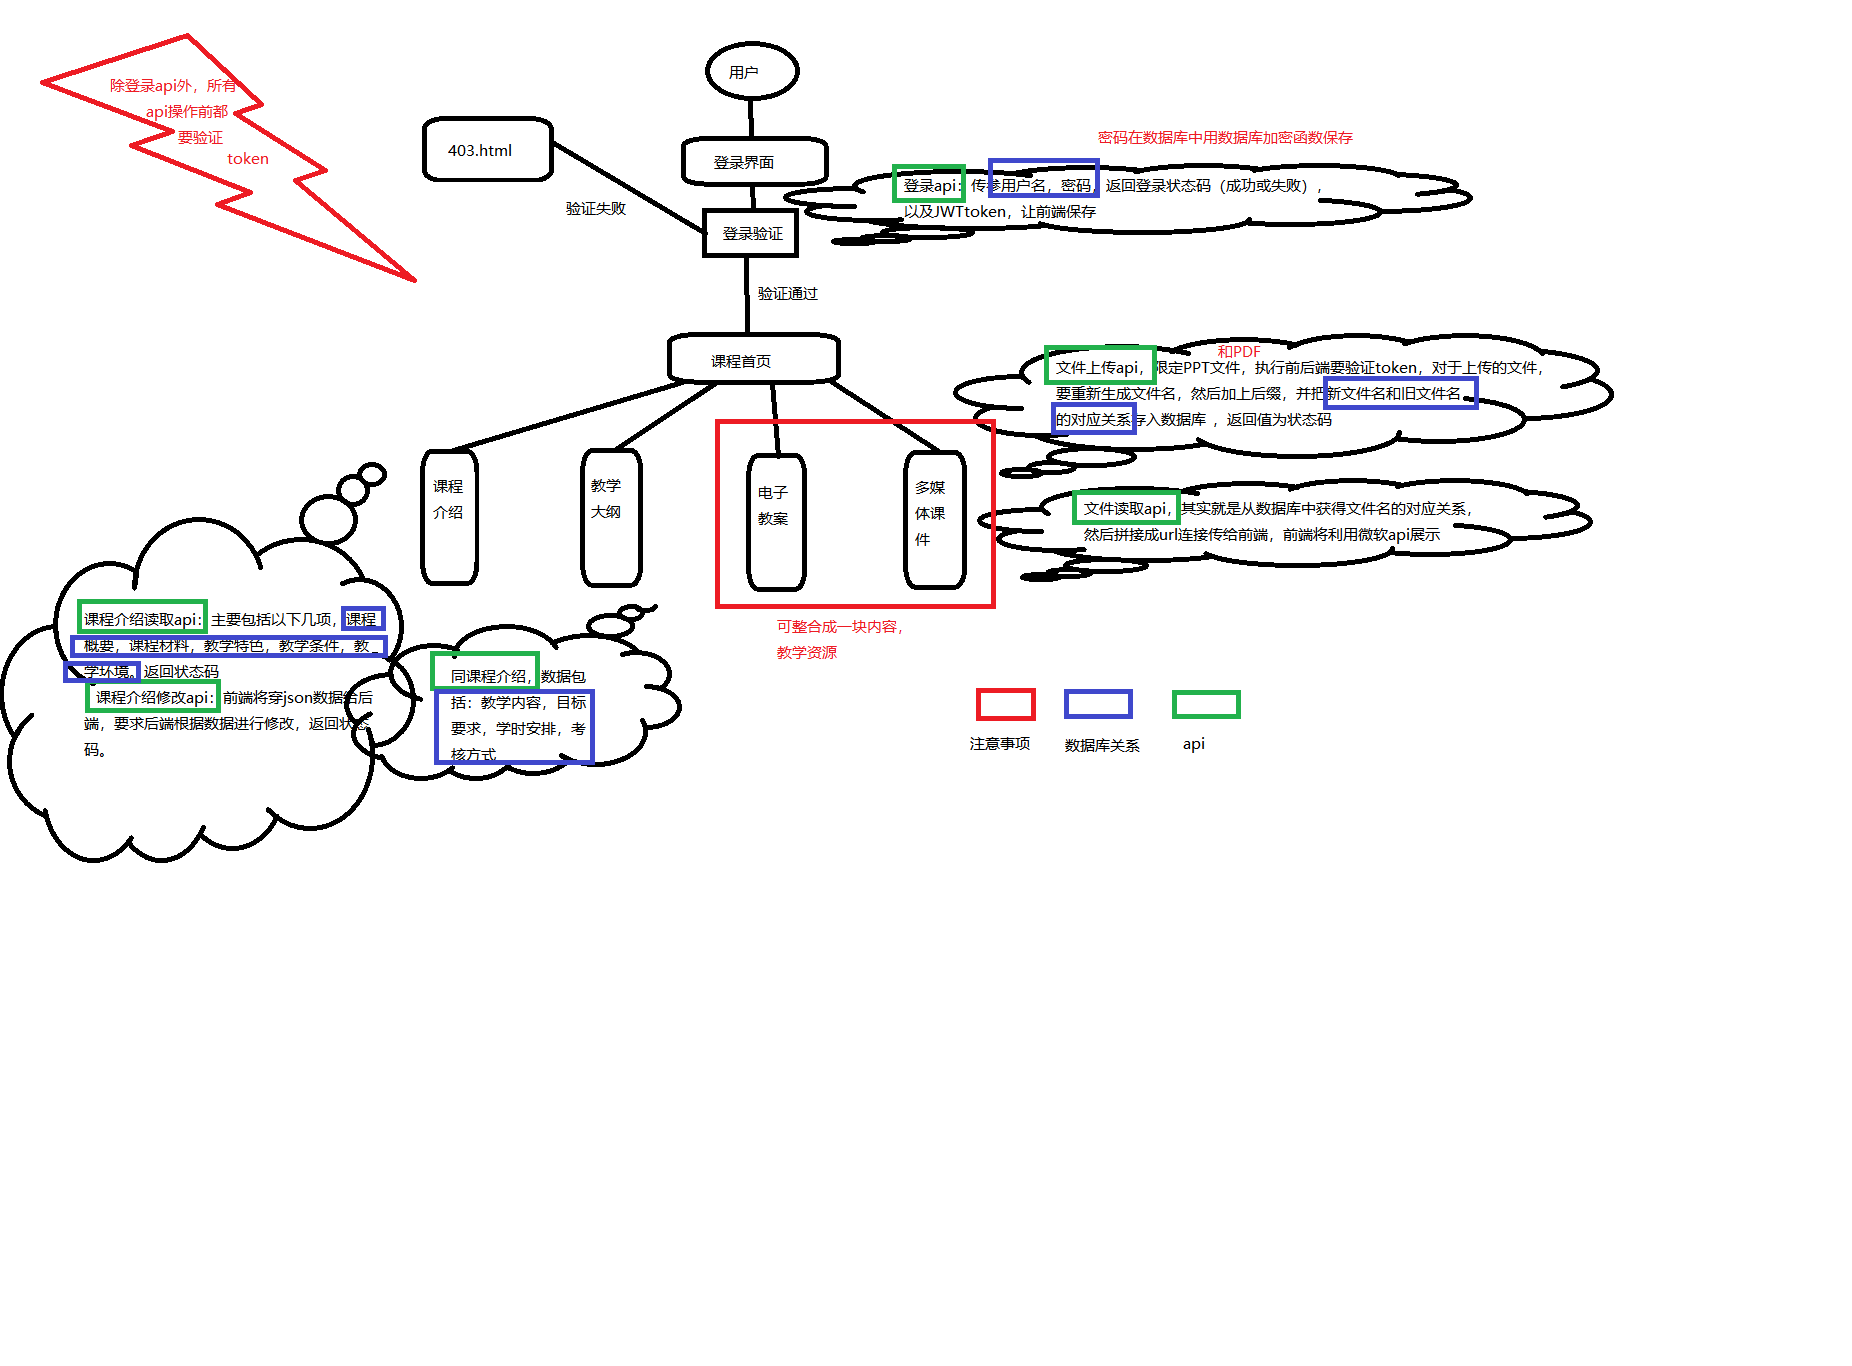 用户
除登录api外，所有
api操作前都
要验证
token
403.html
登录界面
密码在数据库中用数据库加密函数保存
登录api：传参用户名，密码，返回登录状态码（成功或失败），
以及JWTtoken，让前端保存
验证失败
登录验证
验证通过
课程首页
和PDF
文件上传api，限定PPT文件，执行前后端要验证token，对于上传的文件，
要重新生成文件名，然后加上后缀，并把新文件名和旧文件名
的对应关系存入数据库 ，返回值为状态码
课程
介绍
教学
大纲
电子
教案
多媒
体课
件
文件读取api，其实就是从数据库中获得文件名的对应关系，
然后拼接成url连接传给前端，前端将利用微软api展示
可整合成一块内容，
教学资源
课程介绍读取api：主要包括以下几项，课程
概要，课程材料，教学特色，教学条件，教
学环境。返回状态码
课程介绍修改api：前端将穿json数据给后
端，要求后端根据数据进行修改，返回状态
码。
同课程介绍，数据包
括：教学内容，目标
要求，学时安排，考
核方式
注意事项
数据库关系
api